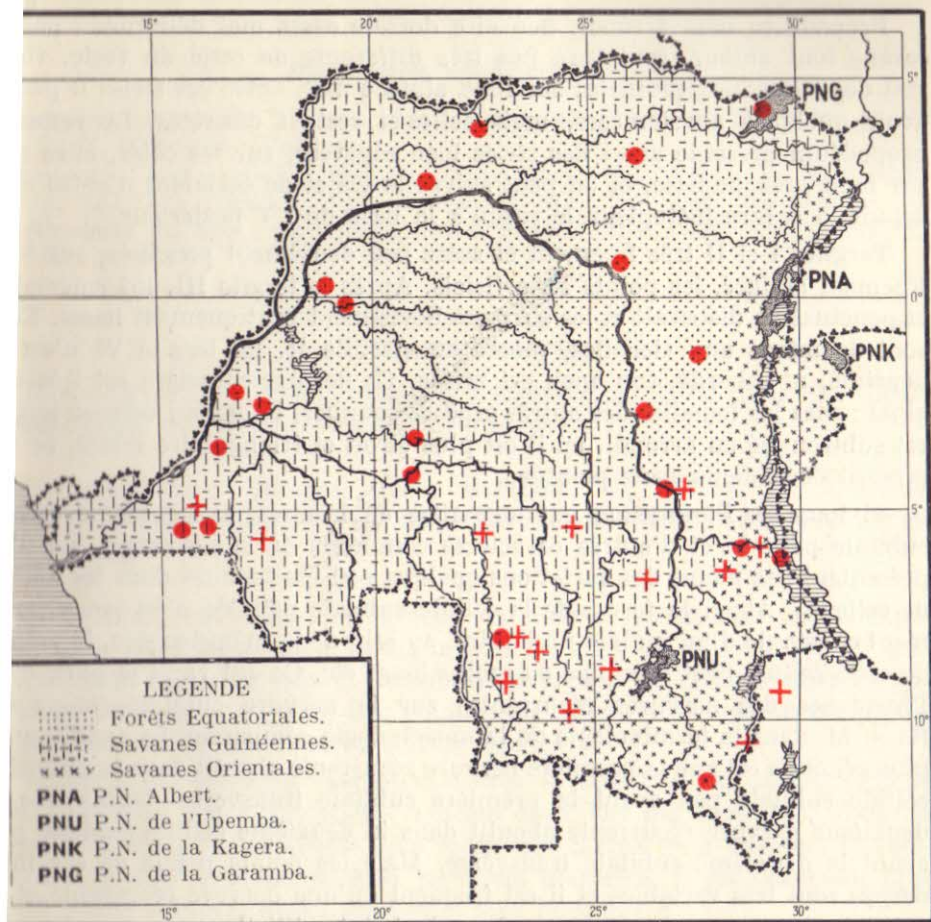 15° 20° 25° 30°
PNG
5°
PNA
0°
PNK
5°
PNU
10°
LEGENDE
Forêts Equatoriales.
Savanes Guinéennes.
Savanes Orientales.
PNA P.N. Albert.
PNU P.N. de l'Upemba.
PNK P.N. de la Kagera.
PNG P.N. de la Garamba.
15° 20° 25° 30°